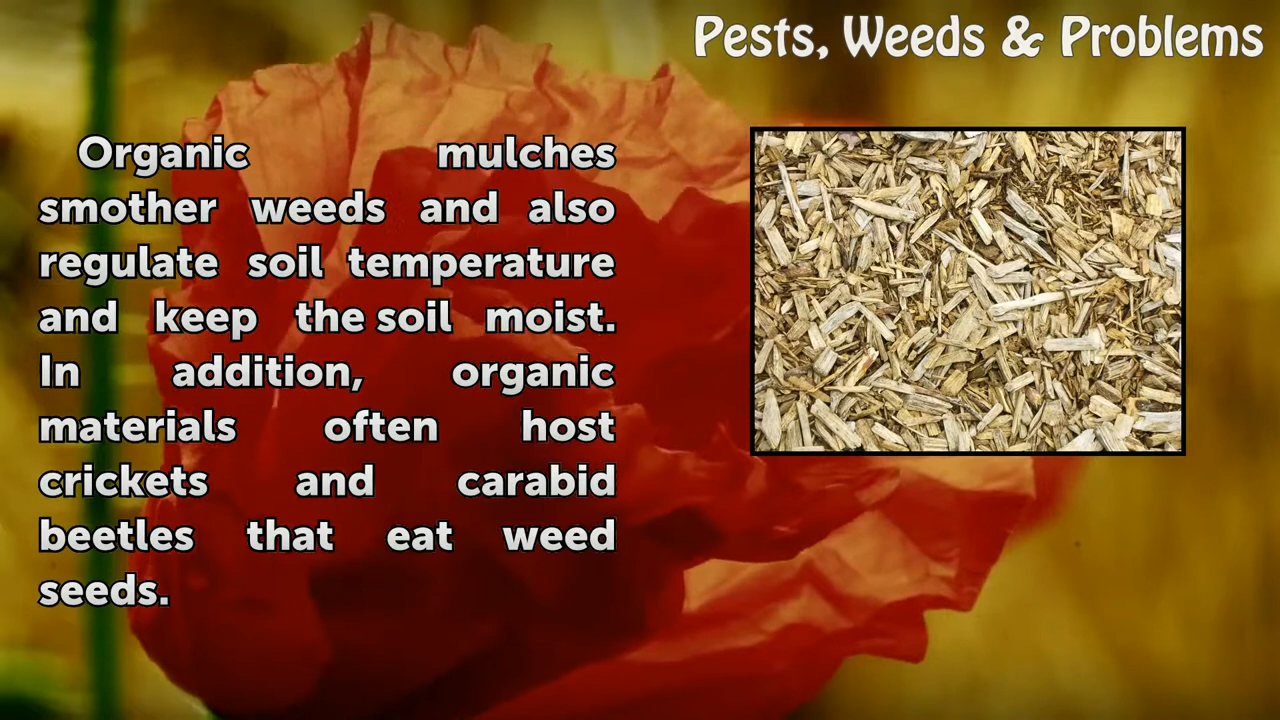 Pests, Weeds & Problems
Organic mulches
smother weeds and also
regulate soil temperature
and keep the soil moist.
In addition, organic
materials often host
crickets and carabid
beetles that eat weed
seeds.